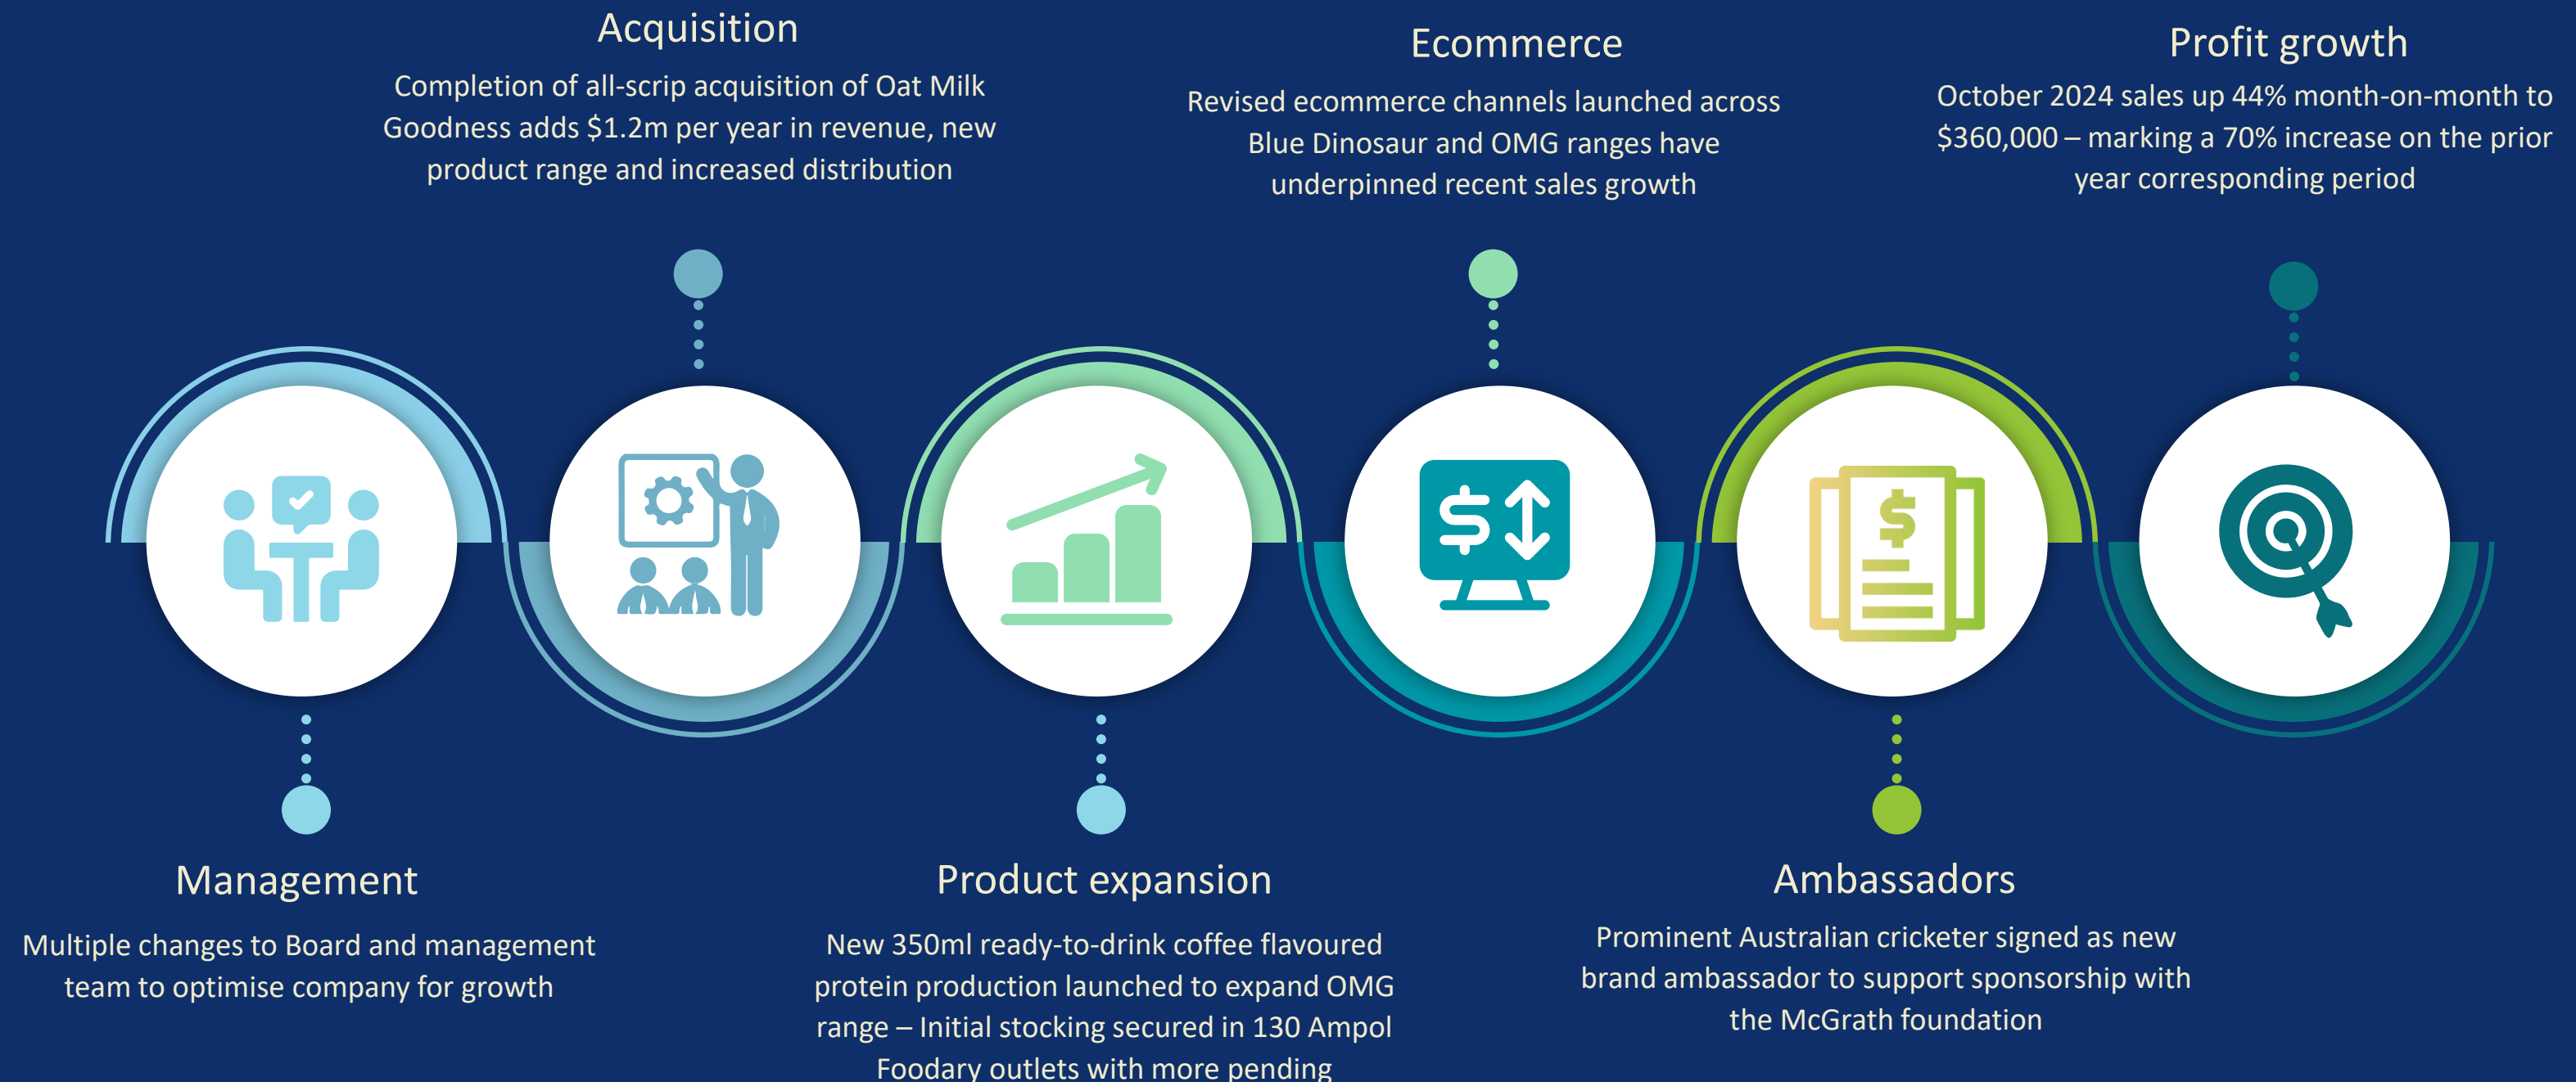 Acquisition
Completion of all-scrip acquisition of Oat Milk
Goodness adds $1.2m per year in revenue, new
product range and increased distribution
Ecommerce
Revised ecommerce channels launched across
Blue Dinosaur and OMG ranges have
underpinned recent sales growth
Profit growth
October 2024 sales up 44% month-on-month to
$360,000 – marking a 70% increase on the prior
year corresponding period
$
$
Management
Multiple changes to Board and management
team to optimise company for growth
Product expansion
New 350ml ready-to-drink coffee flavoured
protein production launched to expand OMG
range – Initial stocking secured in 130 Ampol
Foodary outlets with more pending
Ambassadors
Prominent Australian cricketer signed as new
brand ambassador to support sponsorship with
the McGrath foundation